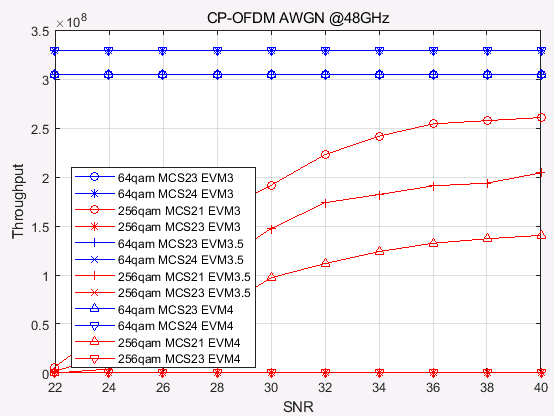 CP-OFDM AWGN @48GHz
×10^8
3.5
3
2.5
2
1.5
1
0.5
0
Throughput
64qam MCS23 EVM3
64qam MCS24 EVM3
256qam MCS21 EVM3
256qam MCS23 EVM3
64qam MCS23 EVM3.5
64qam MCS24 EVM3.5
256qam MCS21 EVM3.5
256qam MCS23 EVM3.5
64qam MCS23 EVM4
64qam MCS24 EVM4
256qam MCS21 EVM4
256qam MCS23 EVM4
22 24 26 28 30 32 34 36 38 40
SNR